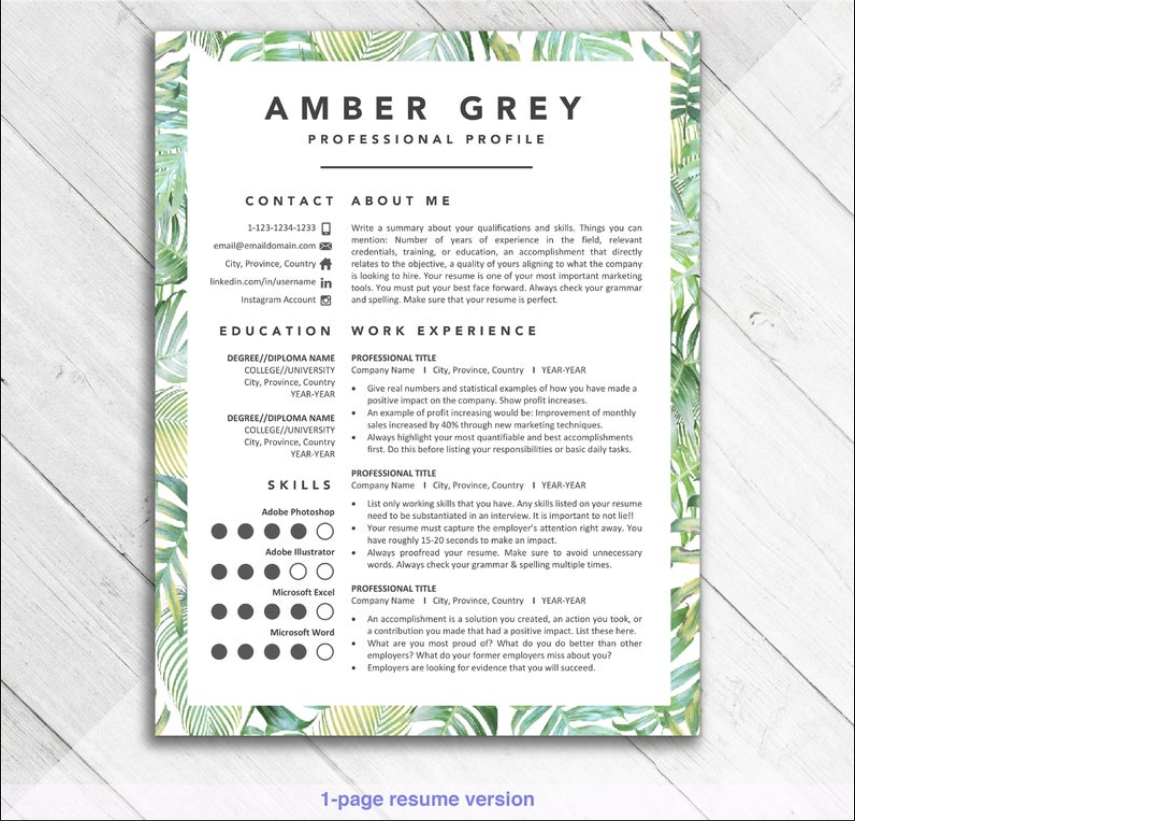 AMBER GREY
PROFESSIONAL PROFILE
CONTACT
1-123-1234-1233
email@emaildomain.com
City, Province, Country
linkedin.com/in/username
Instagram Account
EDUCATION
DEGREE//DIPLOMA NAME
COLLEGE//UNIVERSITY
City, Province, Country
YEAR-YEAR
DEGREE//DIPLOMA NAME
COLLEGE//UNIVERSITY
City, Province, Country
YEAR-YEAR
SKILLS
Adobe Photoshop
Adobe Illustrator
Microsoft Excel
Microsoft Word
ABOUT ME
Write a summary about your qualifications and skills. Things you can
mention: Number of years of experience in the field, relevant
credentials, training, or education, an accomplishment that directly
relates to the objective, a quality of yours aligning to what the company
is looking to hire. Your resume is one of your most important marketing
tools. You must put your best face forward. Always check your grammar
and spelling. Make sure that your resume is perfect.
WORK EXPERIENCE
PROFESSIONAL TITLE
Company Name I City, Province, Country I YEAR-YEAR
• Give real numbers and statistical examples of how you have made a
positive impact on the company. Show profit increases.
• An example of profit increasing would be: Improvement of monthly
sales increased by 40% through new marketing techniques.
• Always highlight your most quantifiable and best accomplishments
first. Do this before listing your responsibilities or basic daily tasks.
PROFESSIONAL TITLE
Company Name I City, Province, Country I YEAR-YEAR
• List only working skills that you have. Any skills listed on your resume
need to be substantiated in an interview. It is important to not lie!!
• Your resume must capture the employer's attention right away. You
have roughly 15-20 seconds to make an impact.
• Always proofread your resume. Make sure to avoid unnecessary
words. Always check your grammar & spelling multiple times.
PROFESSIONAL TITLE
Company Name I City, Province, Country I YEAR-YEAR
• An accomplishment is a solution you created, an action you took, or
a contribution you made that had a positive impact. List these here.
• What are you most proud of? What do you do better than other
employers? What do your former employers miss about you?
• Employers are looking for evidence that you will succeed.
1-page resume version